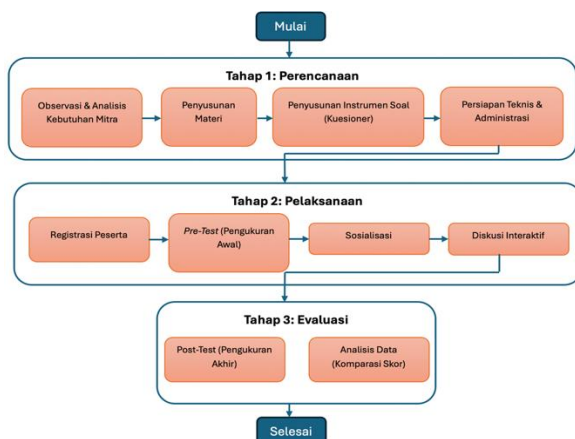 Mulai
Tahap 1: Perencanaan
Observasi & Analisis
Kebutuhan Mitra
Penyusunan
Materi
Penyusunan Instrumen Soal
(Kuesioner)
Persiapan Teknis &
Administrasi
Tahap 2: Pelaksanaan
Registrasi Peserta
Pre-Test (Pengukuran
Awal)
Sosialisasi
Diskusi Interaktif
Tahap 3: Evaluasi
Post-Test (Pengukuran
Akhir)
Analisis Data
(Komparasi Skor)
Selesai